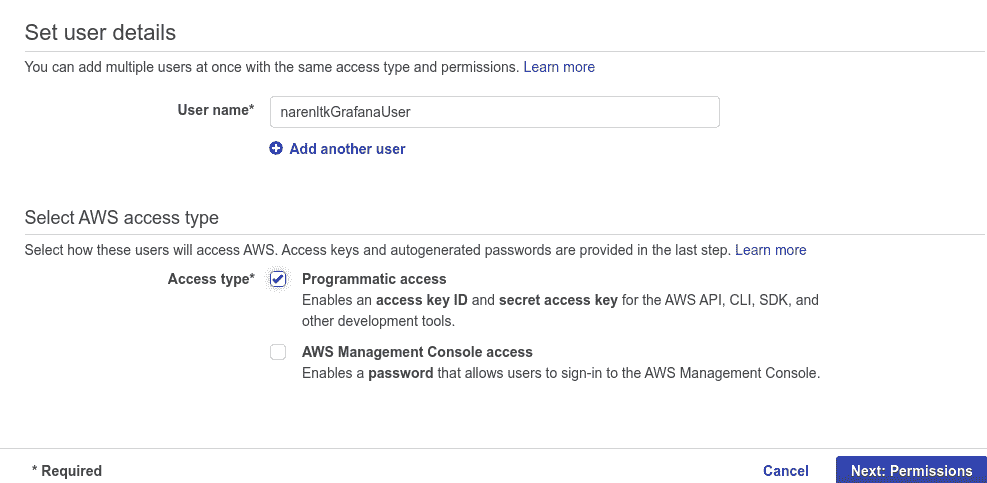 Set user details
You can add multiple users at once with the same access type and permissions. Learn more
User name*
narenltkGrafanaUser
Add another user
Select AWS access type
Select how these users will access AWS. Access keys and autogenerated passwords are provided in the last step. Learn more
Access type*
Programmatic access
Enables an access key ID and secret access key for the AWS API, CLI, SDK, and
other development tools.
AWS Management Console access
Enables a password that allows users to sign-in to the AWS Management Console.
* Required
Cancel
Next: Permissions